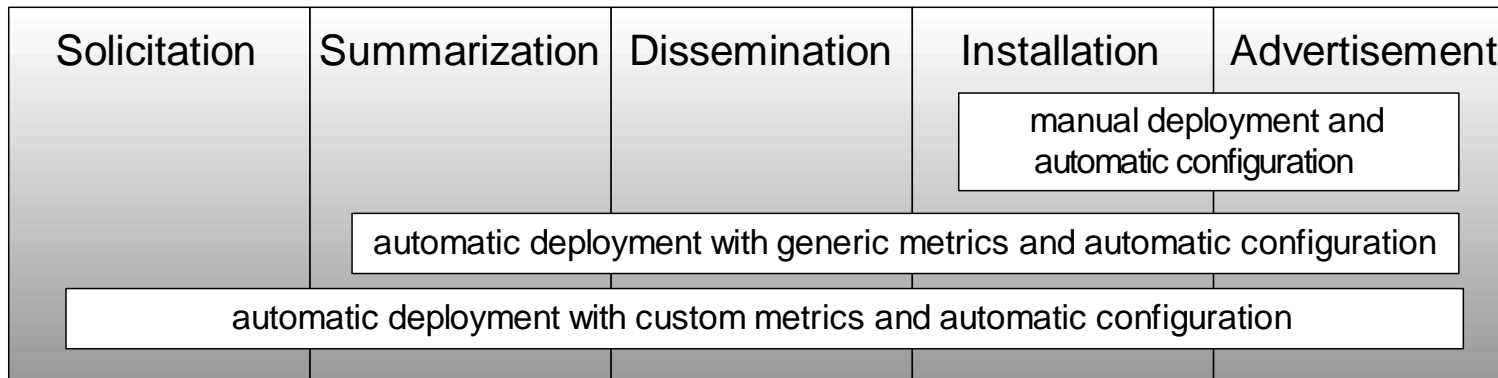 Solicitation Summarization Dissemination Installation Advertisement
manual deployment and
automatic configuration
automatic deployment with generic metrics and automatic configuration
automatic deployment with custom metrics and automatic configuration